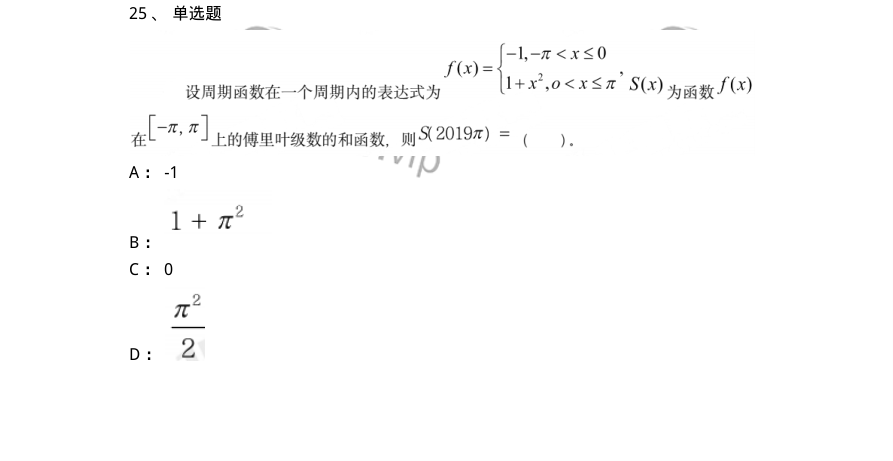 25 、 单选题
设周期函数在一个周期内的表达式为 f(x) = { -1, -π < x ≤ 0 ; 1 + x², o < x ≤ π , S(x) 为函数 f(x)
在 [-π, π] 上的傅里叶级数的和函数, 则 S(2019π) = ( )。
A： -1
B： 1 + π²
C： 0
D： π²/2